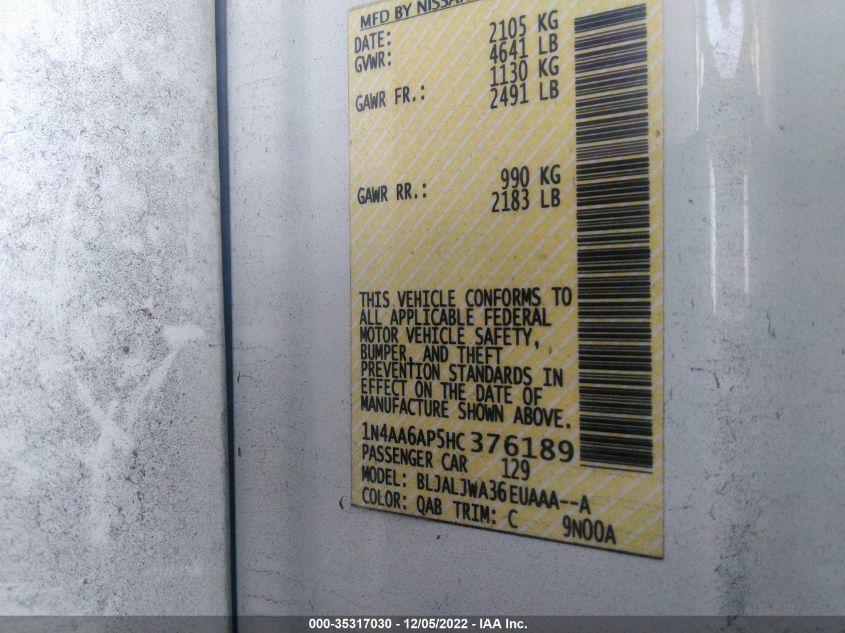 MFD BY NISSAN
DATE:
GVWR: 2105 KG
4641 LB
GAWR FR.: 1130 KG
2491 LB
GAWR RR.: 990 KG
2183 LB
THIS VEHICLE CONFORMS TO
ALL APPLICABLE FEDERAL
MOTOR VEHICLE SAFETY,
BUMPER, AND THEFT
PREVENTION STANDARDS IN
EFFECT ON THE DATE OF
MANUFACTURE SHOWN ABOVE.
1N4AA6AP5HC376189
PASSENGER CAR 129
MODEL: BLJALJWA36EUAAA--A
COLOR: QAB TRIM: C 9N00A
000-35317030 - 12/05/2022 - IAA Inc.